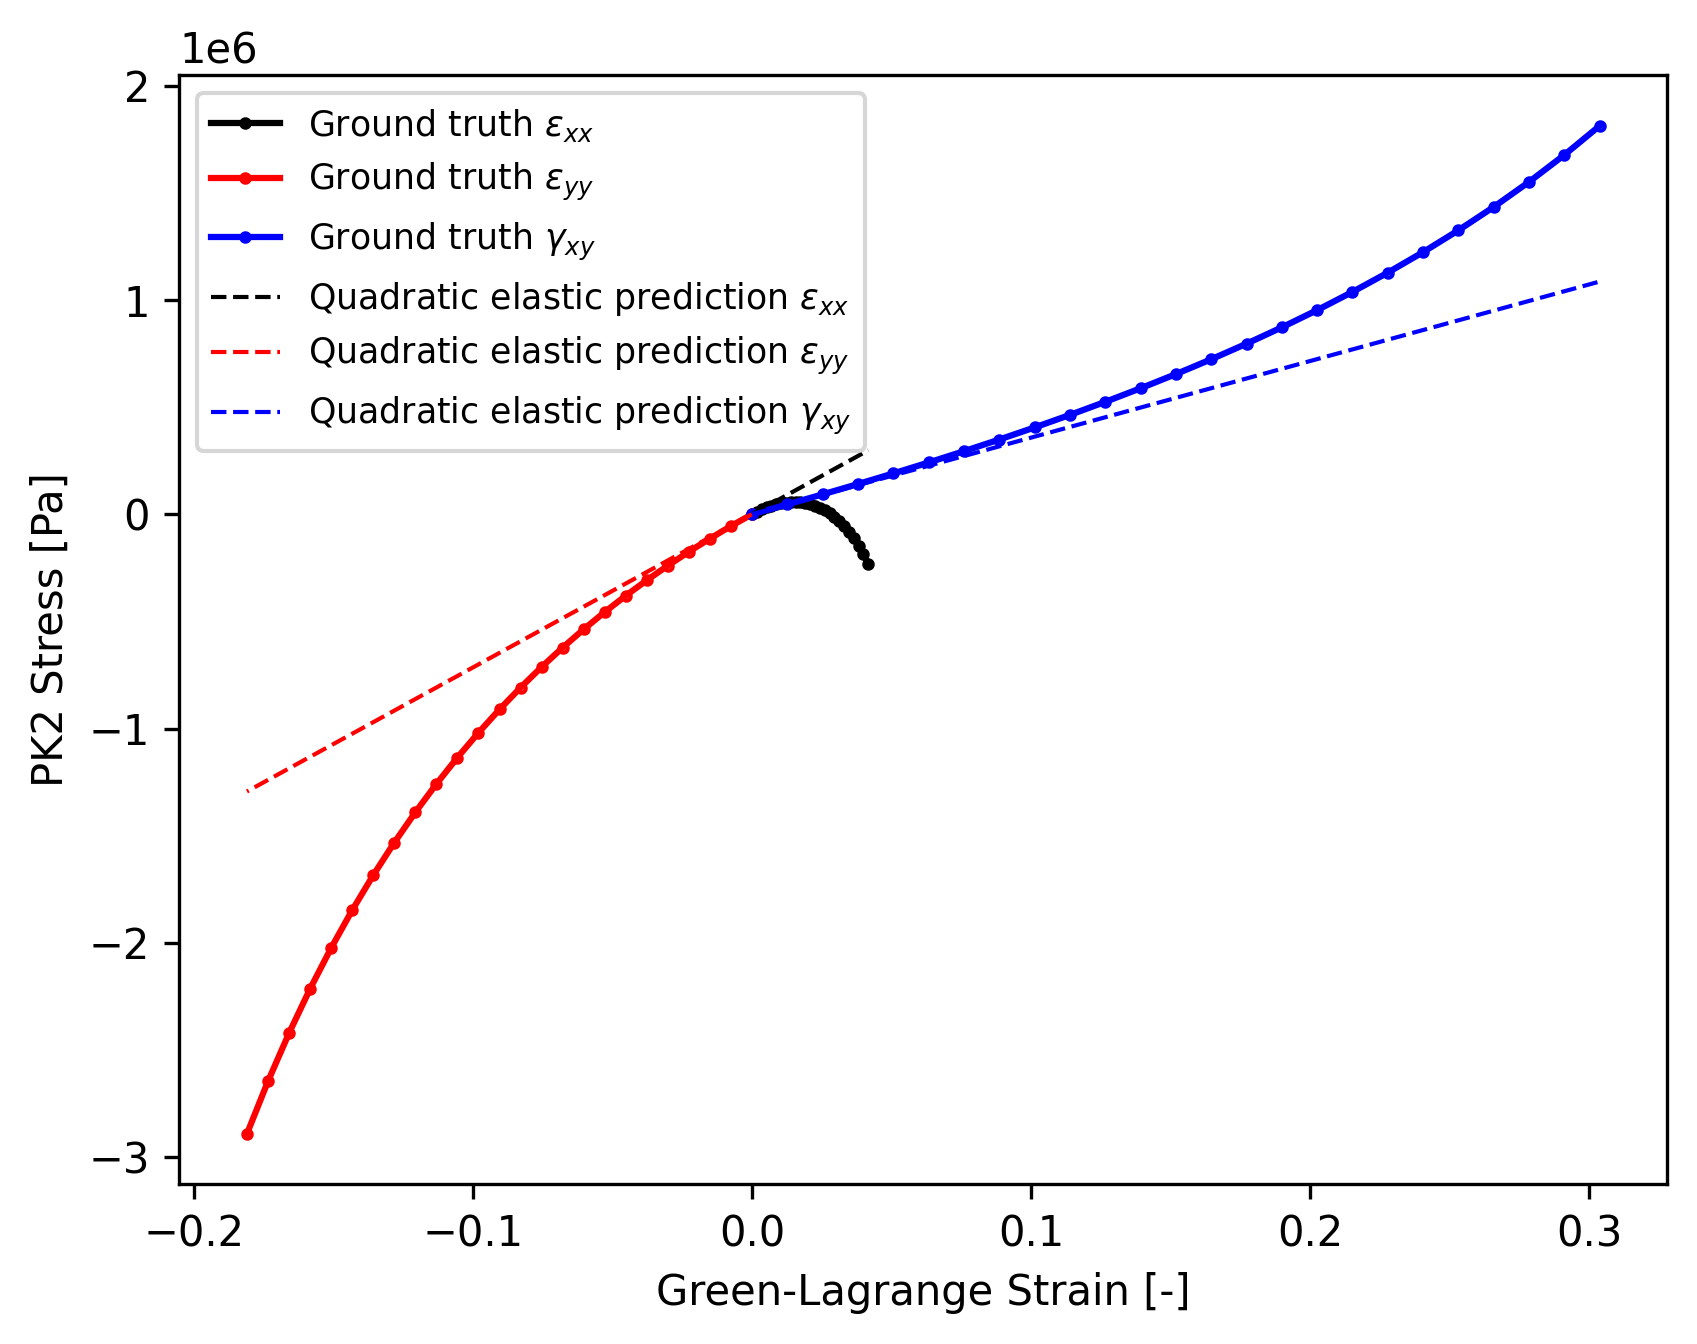 1e6
2
1
0
−1
−2
−3
PK2 Stress [Pa]
Ground truth εxx
Ground truth εyy
Ground truth γxy
Quadratic elastic prediction εxx
Quadratic elastic prediction εyy
Quadratic elastic prediction γxy
−0.2 −0.1 0.0 0.1 0.2 0.3
Green-Lagrange Strain [-]